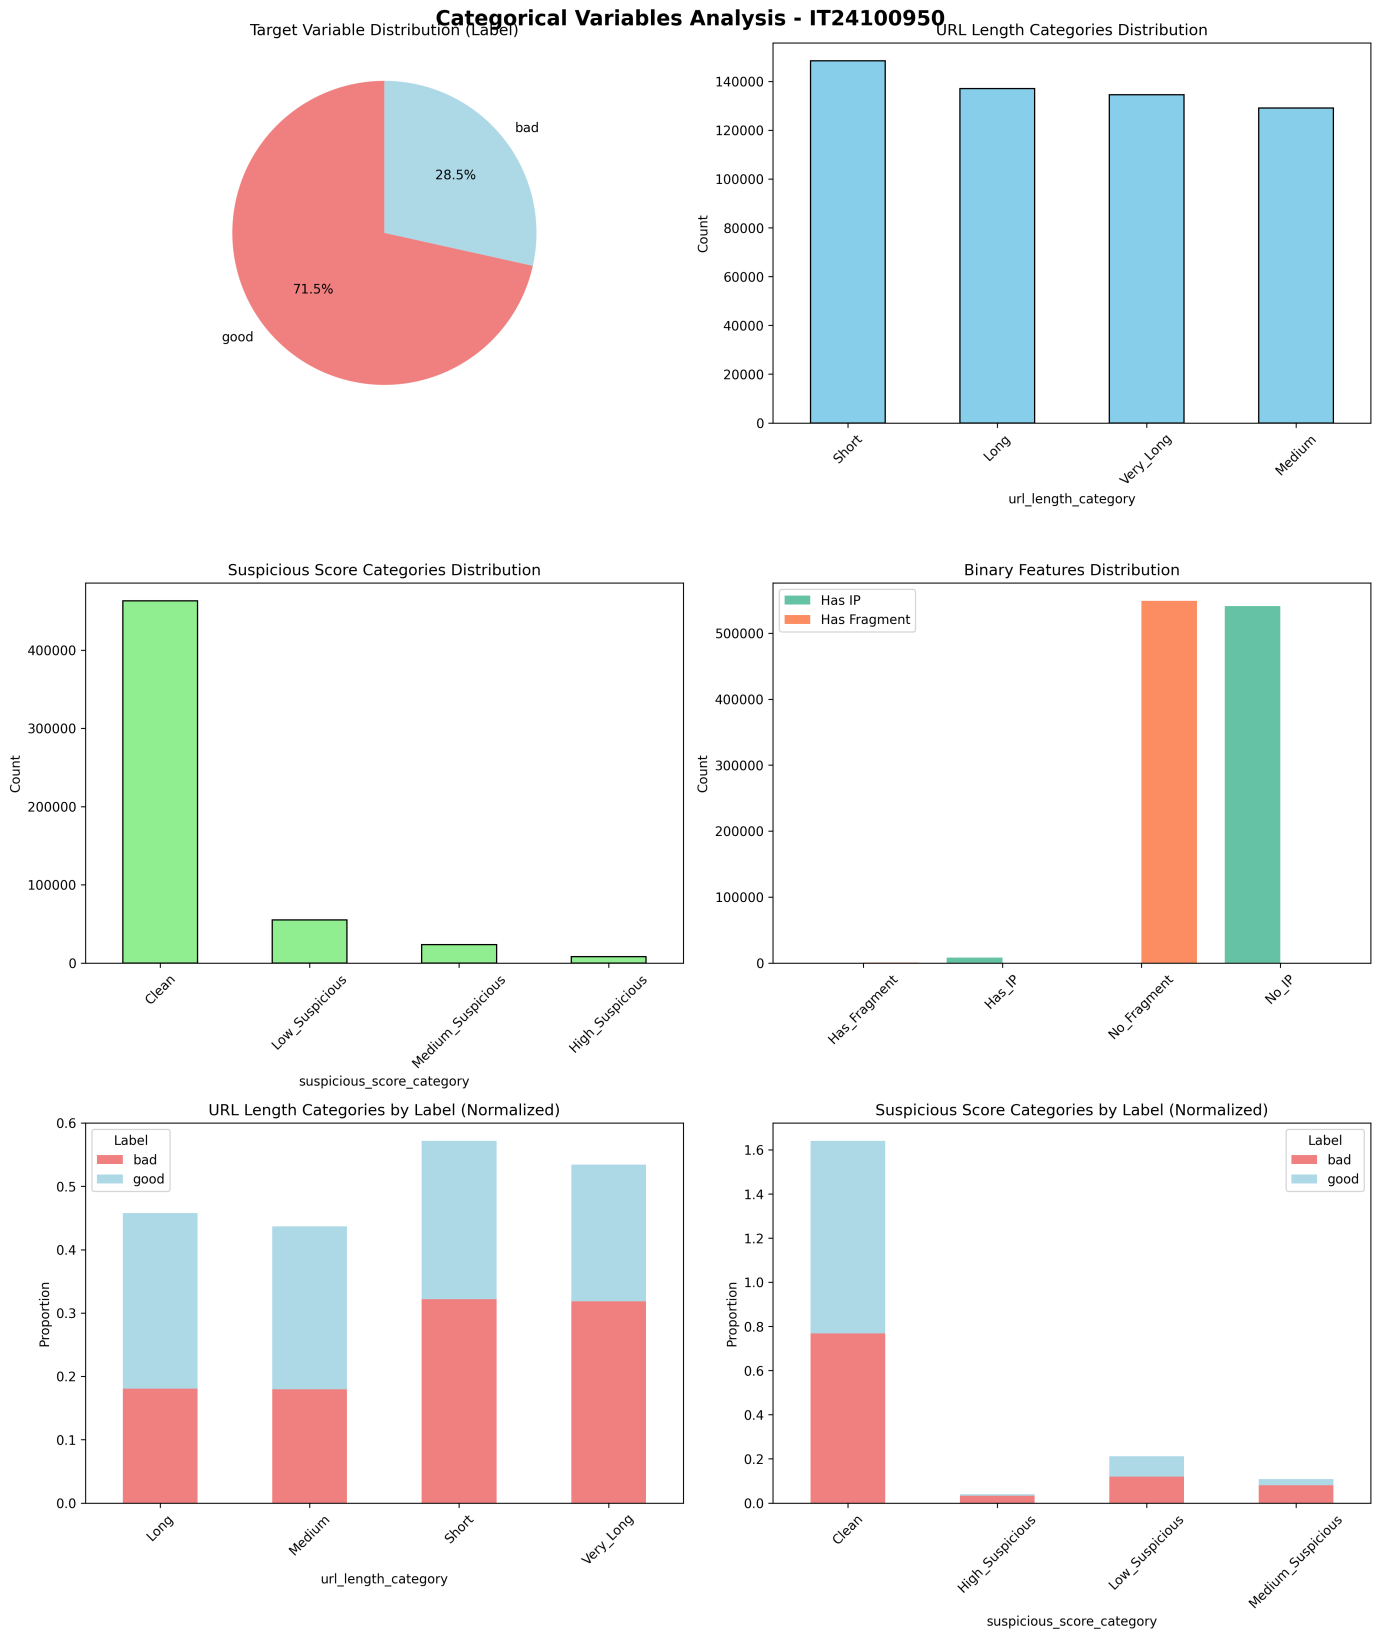 Categorical Variables Analysis - IT24100950
Target Variable Distribution (Label)
bad
28.5%
71.5%
good
URL Length Categories Distribution
Count
140000
120000
100000
80000
60000
40000
20000
0
Short
Long
Very_Long
Medium
url_length_category
Suspicious Score Categories Distribution
Count
400000
300000
200000
100000
0
Clean
Low_Suspicious
Medium_Suspicious
High_Suspicious
suspicious_score_category
Binary Features Distribution
Has IP
Has Fragment
Count
500000
400000
300000
200000
100000
0
Has_Fragment
Has_IP
No_Fragment
No_IP
URL Length Categories by Label (Normalized)
Label
bad
good
Proportion
0.6
0.5
0.4
0.3
0.2
0.1
0.0
Long
Medium
Short
Very_Long
url_length_category
Suspicious Score Categories by Label (Normalized)
Label
bad
good
Proportion
1.6
1.4
1.2
1.0
0.8
0.6
0.4
0.2
0.0
Clean
High_Suspicious
Low_Suspicious
Medium_Suspicious
suspicious_score_category